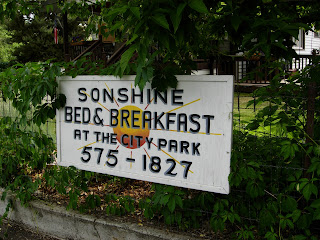 SONSHINE
BED & BREAKFAST
AT THE CITY PARK
575-1827